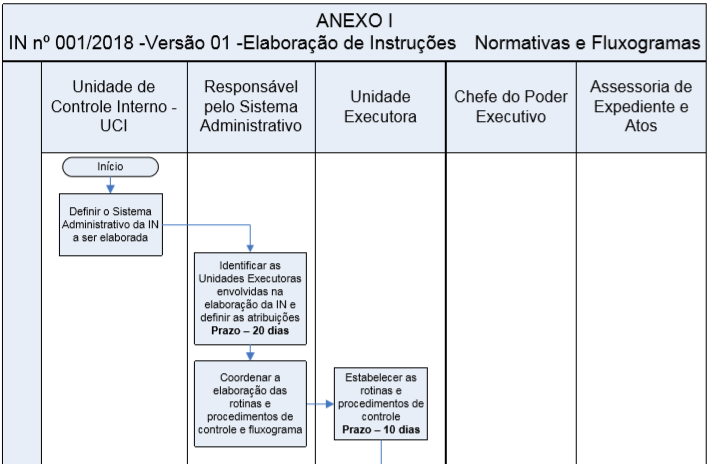 ANEXO I
IN nº 001/2018 -Versão 01 -Elaboração de Instruções Normativas e Fluxogramas
Unidade de
Controle Interno -
UCI
Responsável
pelo Sistema
Administrativo
Unidade
Executora
Chefe do Poder
Executivo
Assessoria de
Expediente e
Atos
Início
Definir o Sistema
Administrativo da IN
a ser elaborada
Identificar as
Unidades Executoras
envolvidas na
elaboração da IN e
definir as atribuições
Prazo – 20 dias
Coordenar a
elaboração das
rotinas e
procedimentos de
controle e fluxograma
Estabelecer as
rotinas e
procedimentos de
controle
Prazo – 10 dias